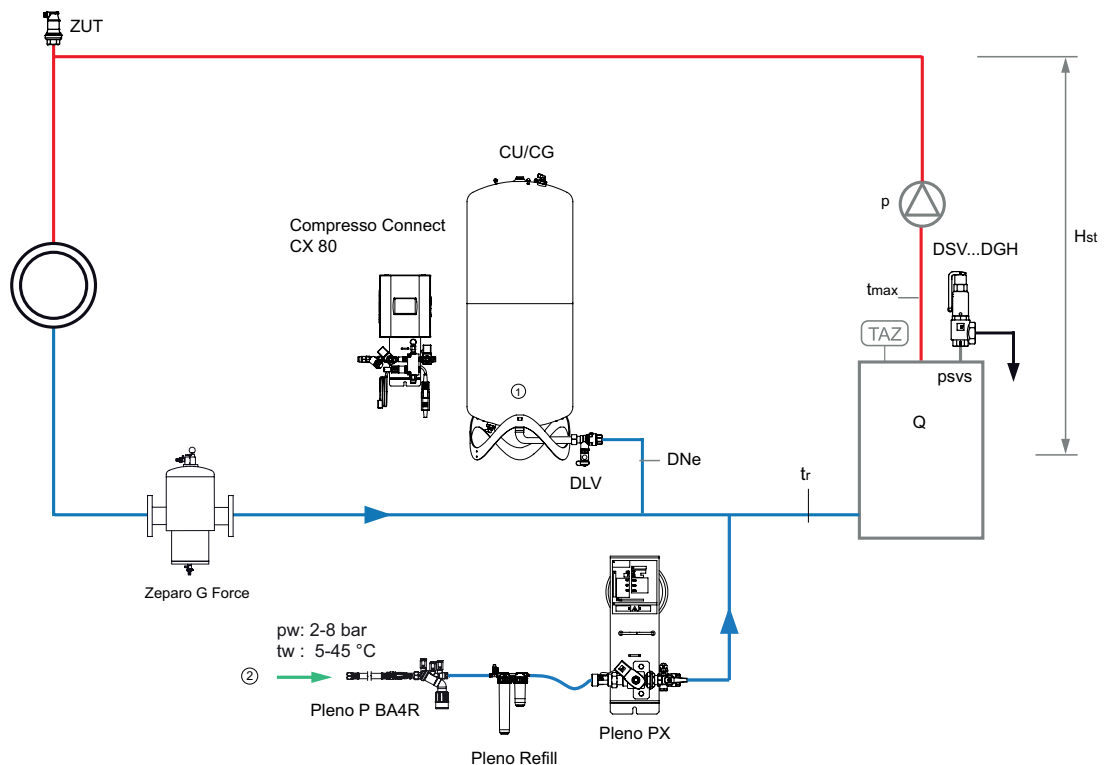 ZUT
CU/CG
Compresso Connect
CX 80
p
Hst
DSV...DGH
tmax
TAZ
psvs
1
Q
DNe
DLV
tr
Zeparo G Force
pw: 2-8 bar
tw : 5-45 °C
2
Pleno P BA4R
Pleno Refill
Pleno PX